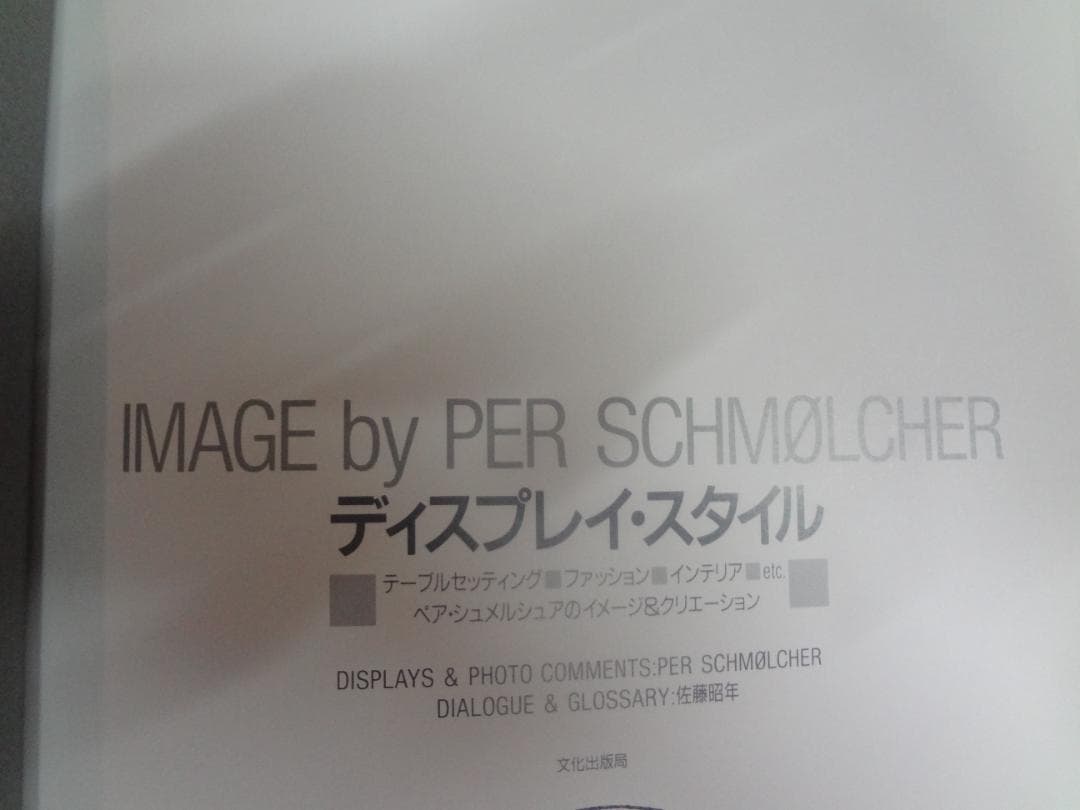 IMAGE by PER SCHMØLCHER
ディスプレイ・スタイル
テーブルセッティング■ファッション■インテリア■etc.
ペア・シュメルシュアのイメージ&クリエーション
DISPLAYS & PHOTO COMMENTS:PER SCHMØLCHER
DIALOGUE & GLOSSARY:佐藤昭年
文化出版局